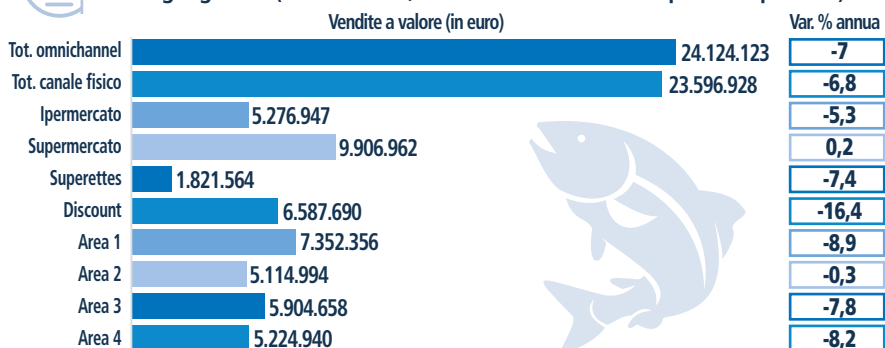 Vendite a valore (in euro) Var. % annua
Tot. omnichannel 24.124.123 -7
Tot. canale fisico 23.596.928 -6,8
Ipermercato 5.276.947 -5,3
Supermercato 9.906.962 0,2
Superettes 1.821.564 -7,4
Discount 6.587.690 -16,4
Area 1 7.352.356 -8,9
Area 2 5.114.994 -0,3
Area 3 5.904.658 -7,8
Area 4 5.224.940 -8,2